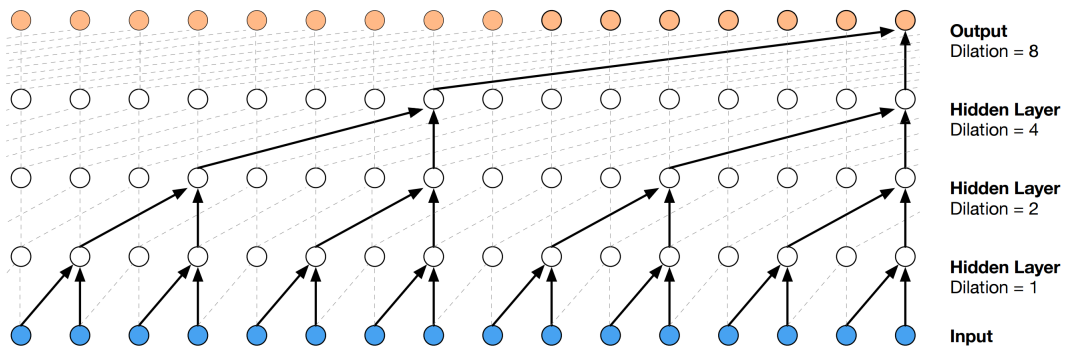 Output
Dilation = 8
Hidden Layer
Dilation = 4
Hidden Layer
Dilation = 2
Hidden Layer
Dilation = 1
Input